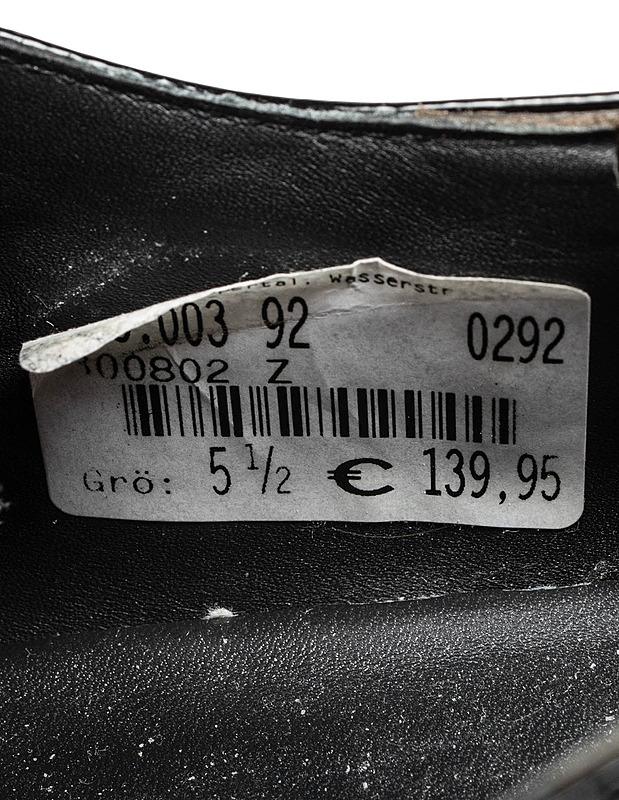 Wasserstr
.003 92 0292
00802 Z
Grö: 5 1/2 € 139,95